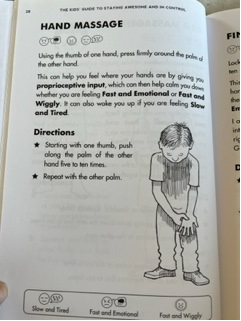 28
THE KIDS' GUIDE TO STAYING AWESOME AND IN CONTROL
HAND MASSAGE
Using the thumb of one hand, press firmly around the palm of
the other hand.
This can help you feel where your hands are by giving you
proprioceptive input, which can then help calm you down
whether you are feeling Fast and Emotional or Fast and
Wiggly. It can also wake you up if you are feeling Slow
and Tired.
Directions
★ Starting with one thumb, push
along the palm of the other
hand five to ten times.
★ Repeat with the other palm.
Slow and Tired
Fast and Emotional
Fast and Wiggly